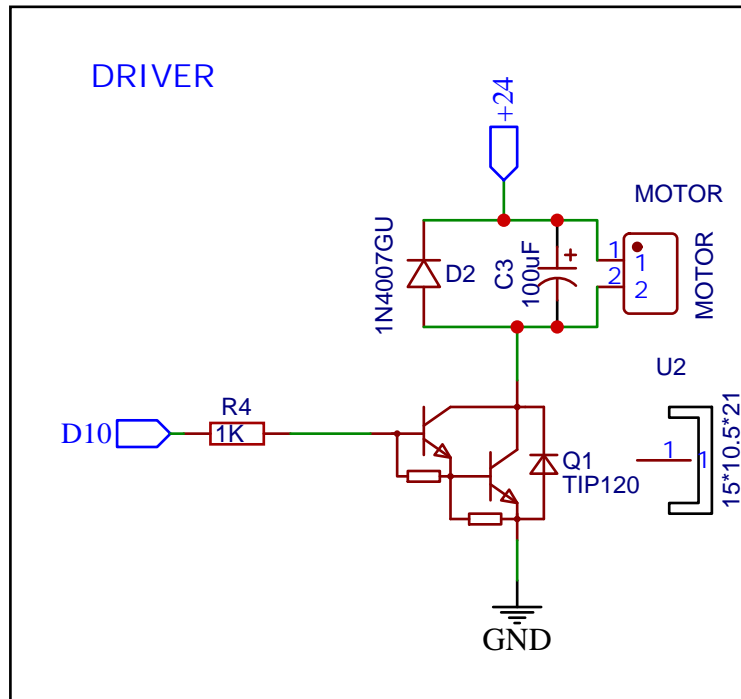 DRIVER
+24
MOTOR
1N4007GU
D2
C3
100uF
+
1
2
1
2
MOTOR
U2
R4
1K
D10
Q1
TIP120
1
1
15*10.5*21
GND